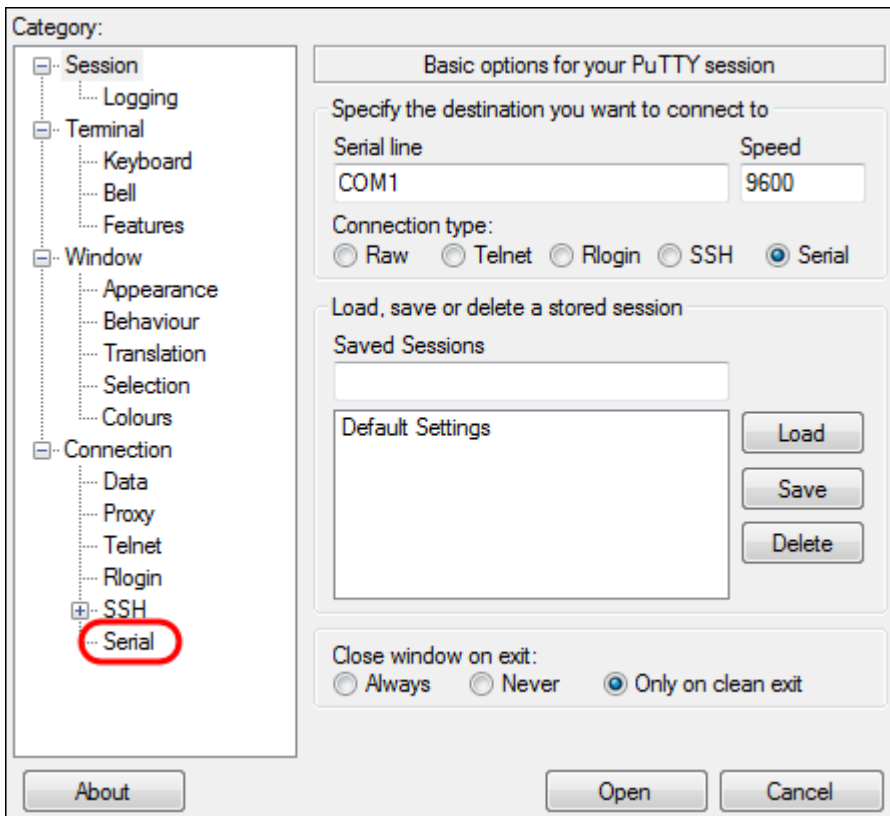 Category:
Session
Logging
Terminal
Keyboard
Bell
Features
Window
Appearance
Behaviour
Translation
Selection
Colours
Connection
Data
Proxy
Telnet
Rlogin
SSH
Serial
Basic options for your PuTTY session
Specify the destination you want to connect to
Serial line Speed
COM1 9600
Connection type:
Raw Telnet Rlogin SSH Serial
Load, save or delete a stored session
Saved Sessions
Default Settings
Load
Save
Delete
Close window on exit:
Always Never Only on clean exit
About Open Cancel